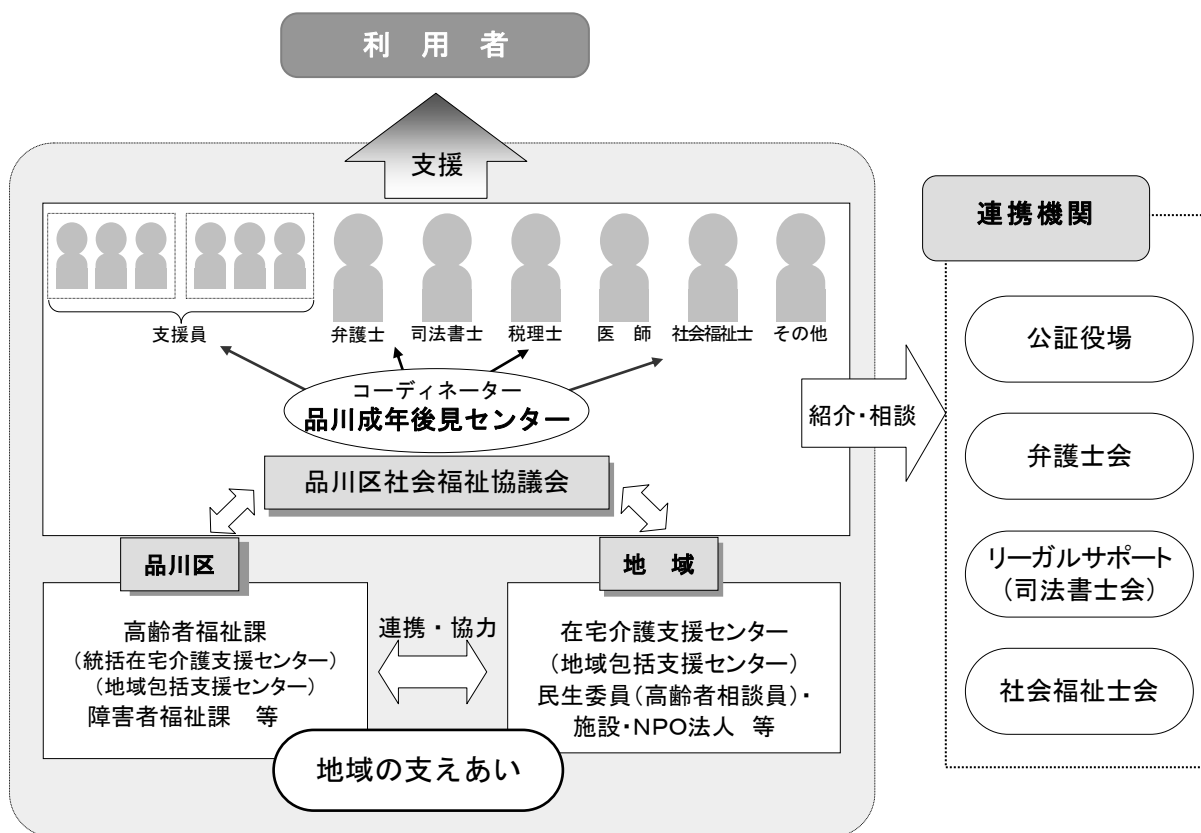 利 用 者
支援
支援員
弁護士
司法書士
税理士
医 師
社会福祉士
その他
コーディネーター
品川成年後見センター
品川区社会福祉協議会
品川区
高齢者福祉課
（統括在宅介護支援センター）
（地域包括支援センター）
障害者福祉課 等
連携・協力
地 域
在宅介護支援センター
（地域包括支援センター）
民生委員（高齢者相談員）・
施設・NPO法人 等
地域の支えあい
紹介・相談
連携機関
公証役場
弁護士会
リーガルサポート
（司法書士会）
社会福祉士会